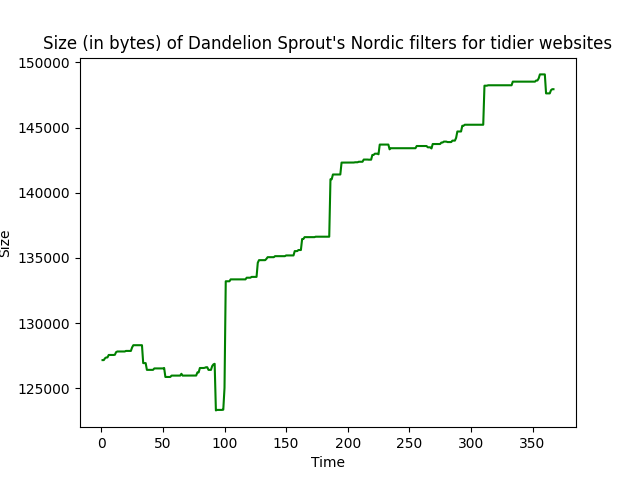 Size (in bytes) of Dandelion Sprout's Nordic filters for tidier websites
150000
145000
140000
135000
130000
125000
Size
0 50 100 150 200 250 300 350
Time